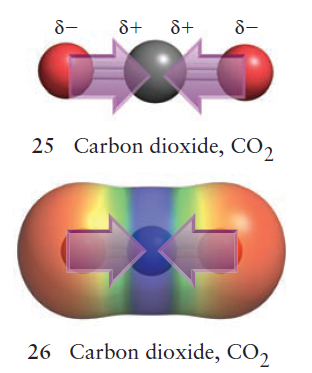 δ− δ+ δ+ δ−
25 Carbon dioxide, CO₂
26 Carbon dioxide, CO₂